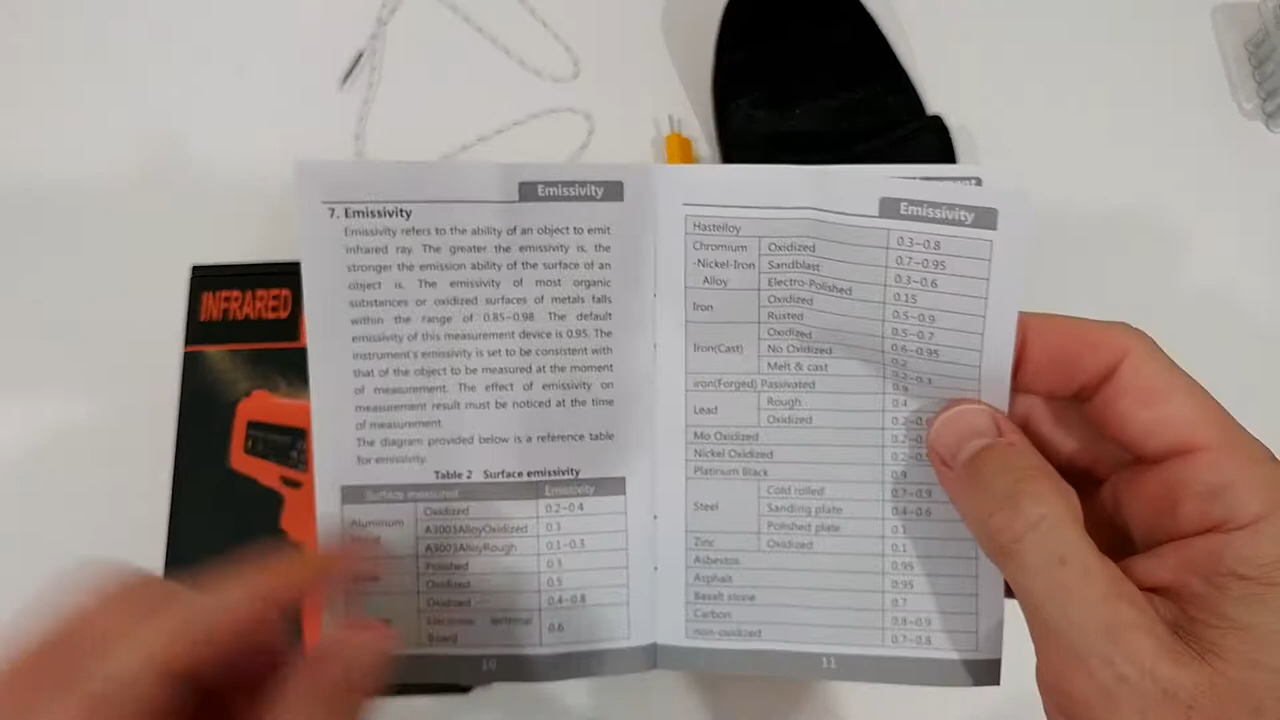 INFRARED
Emissivity
7. Emissivity
Emissivity refers to the ability of an object to emit
infrared ray. The greater the emissivity is, the
stronger the emission ability of the surface of an
object is. The emissivity of most organic
substances or oxidized surfaces of metals falls
within the range of 0.85~0.98. The default
emissivity of this measurement device is 0.95. The
instrument's emissivity is set to be consistent with
that of the object to be measured at the moment
of measurement. The effect of emissivity on
measurement result must be noticed at the time
of measurement.
The diagram provided below is a reference table
for
Table 2 Surface emissivity
Surface measured Emissivity
Aluminum Oxidized 0.2~0.4
A3003AlloyOxidized 0.3
A3003AlloyRough 0.1~0.3
Polished 0.3
Oxidized 0.5
Oxidized 0.4~0.8
Board 0.6
10
Emissivity
Hastelloy 0.3~0.8
Chromium Oxidized 0.7~0.95
-Nickel-Iron Sandblast 0.3~0.6
Alloy Electro-Polished 0.15
Iron Oxidized 0.5~0.9
Rusted 0.5~0.7
Iron(Cast) Oxidized 0.6~0.95
No Oxidized 0.2
Melt & cast 0.2~0.3
iron(Forged) Passivated 0.9
Lead Rough 0.4
Oxidized
Mo Oxidized
Nickel Oxidized
Platinum Black 0.9
Steel Cold rolled 0.7~0.9
Sanding plate 0.4~0.6
Polished plate 0.1
Zinc Oxidized 0.1
Asbestos 0.95
Asphalt 0.95
Basalt stone 0.7
Carbon 0.8~0.9
non-oxidized 0.7~0.8
11